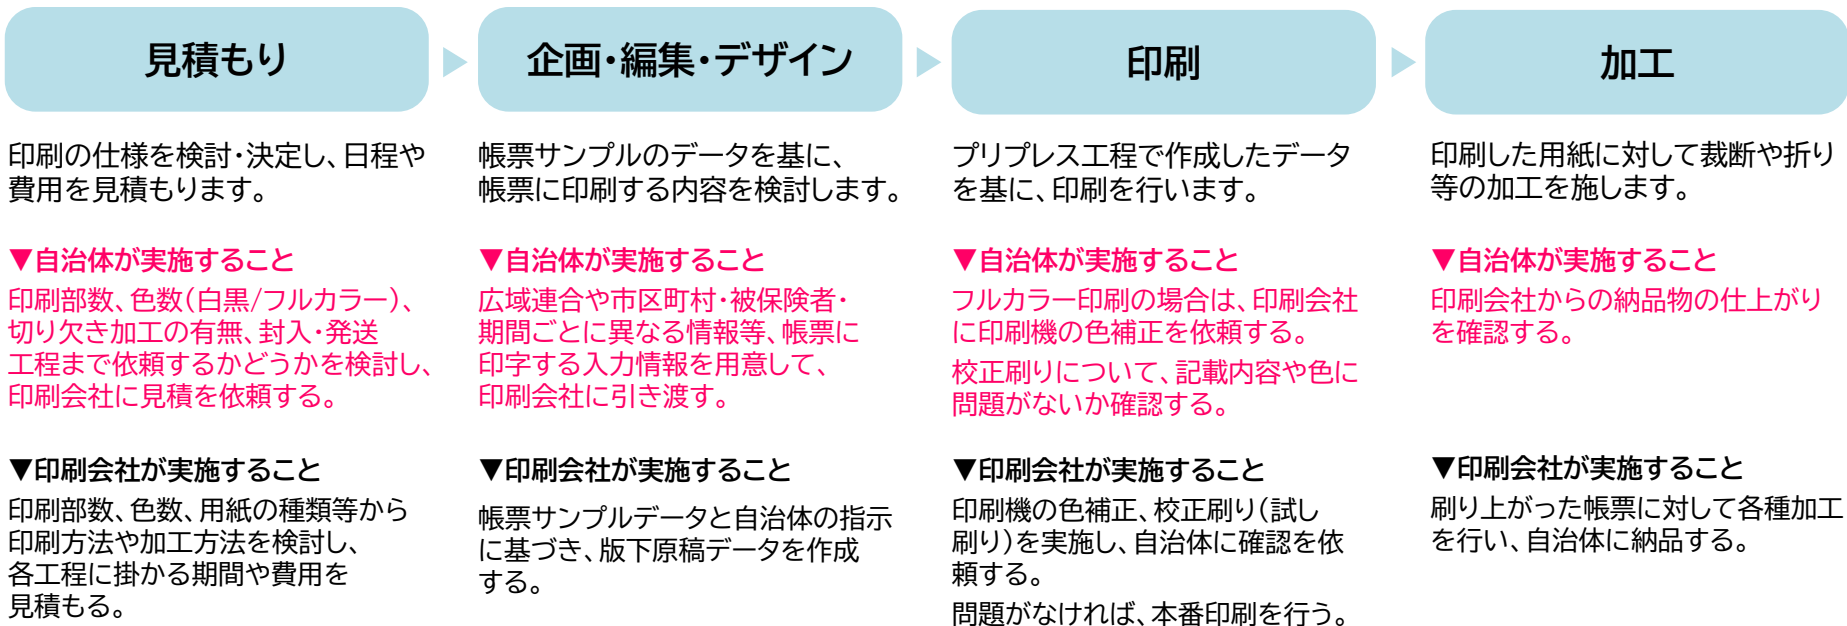 見積もり
印刷の仕様を検討・決定し、日程や
費用を見積もります。
▼自治体が実施すること
印刷部数、色数(白黒/フルカラー)、
切り欠き加工の有無、封入・発送
工程まで依頼するかどうかを検討し、
印刷会社に見積を依頼する。
▼印刷会社が実施すること
印刷部数、色数、用紙の種類等から
印刷方法や加工方法を検討し、
各工程に掛かる期間や費用を
見積もる。
企画・編集・デザイン
帳票サンプルのデータを基に、
帳票に印刷する内容を検討します。
▼自治体が実施すること
広域連合や市区町村・被保険者・
期間ごとに異なる情報等、帳票に
印字する入力情報を用意して、
印刷会社に引き渡す。
▼印刷会社が実施すること
帳票サンプルデータと自治体の指示
に基づき、版下原稿データを作成
する。
印刷
プリプレス工程で作成したデータ
を基に、印刷を行います。
▼自治体が実施すること
フルカラー印刷の場合は、印刷会社
に印刷機の色補正を依頼する。
校正刷りについて、記載内容や色に
問題がないか確認する。
▼印刷会社が実施すること
印刷機の色補正、校正刷り(試し
刷り)を実施し、自治体に確認を依
頼する。
問題がなければ、本番印刷を行う。
加工
印刷した用紙に対して裁断や折り
等の加工を施します。
▼自治体が実施すること
印刷会社からの納品物の仕上がり
を確認する。
▼印刷会社が実施すること
刷り上がった帳票に対して各種加工
を行い、自治体に納品する。